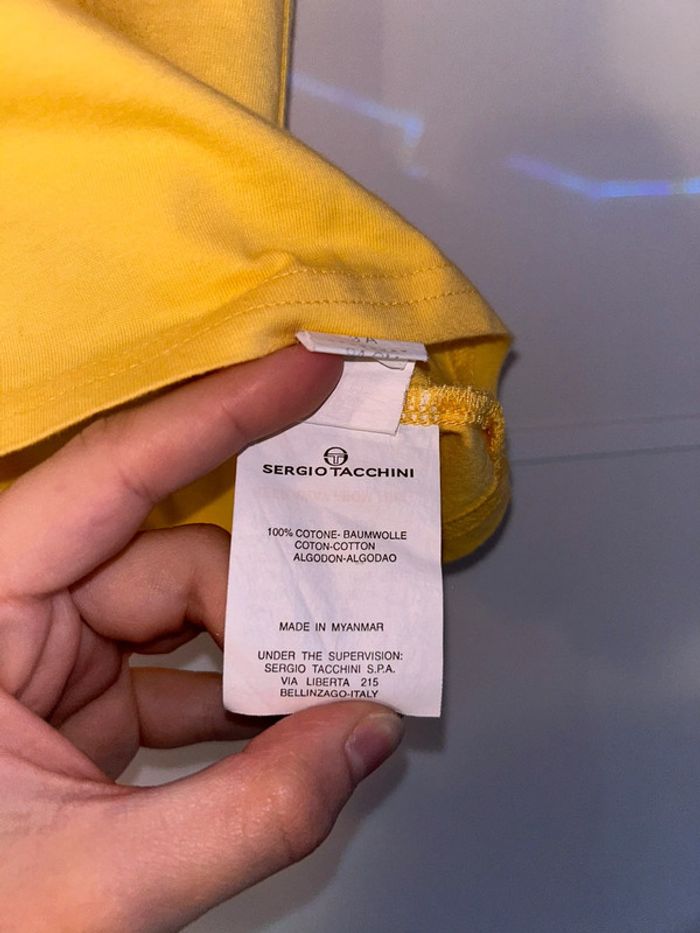 SERGIO TACCHINI
100% COTONE- BAUMWOLLE
COTON-COTTON
ALGODON-ALGODAO
MADE IN MYANMAR
UNDER THE SUPERVISION:
SERGIO TACCHINI S.P.A.
VIA LIBERTA 215
BELLINZAGO-ITALY